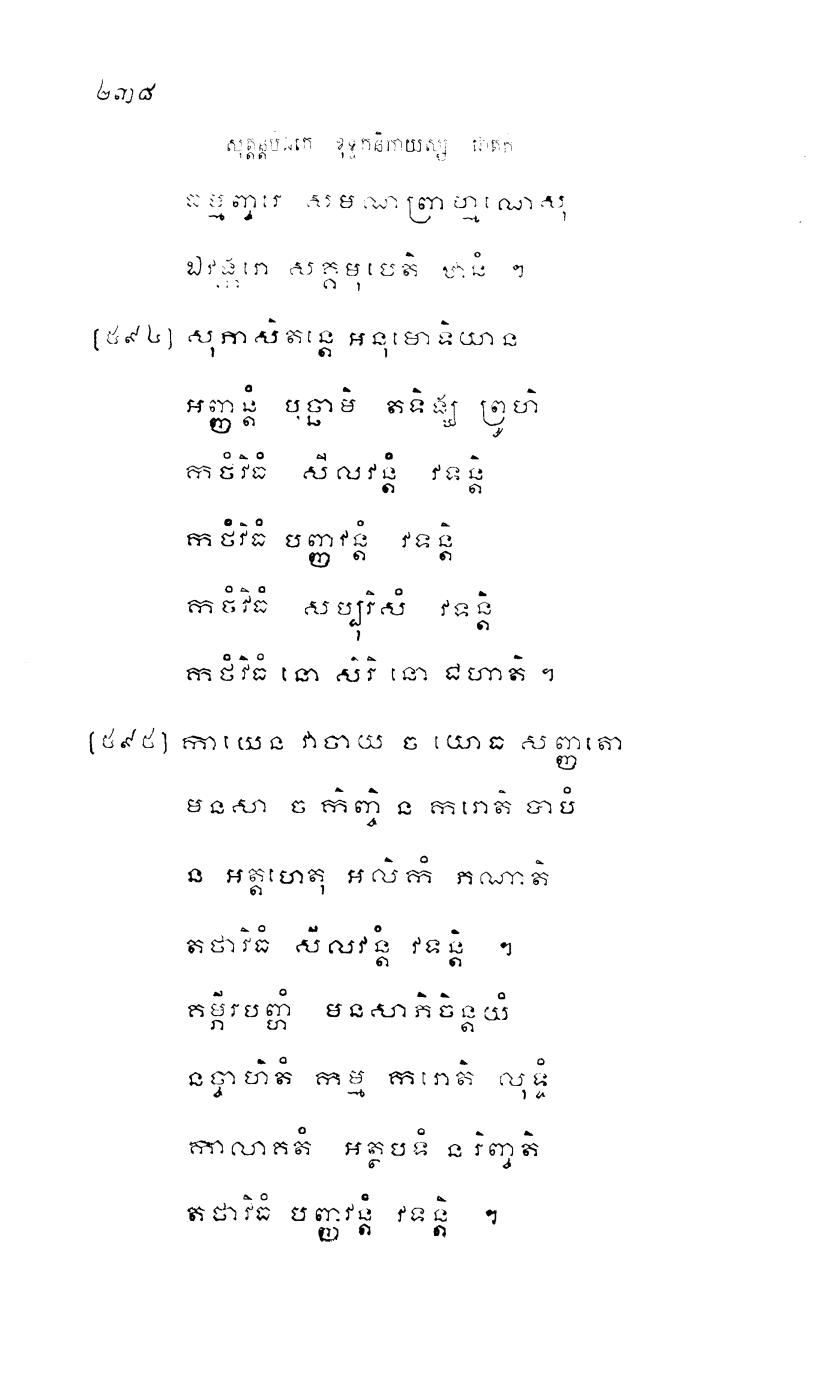 ២៣៨
សុត្តន្តបិដកេ ខុទ្ទកនិកាយស្ស ជាតកំ
ធម្មញ្ចរេ សមណព្រាហ្មណេសុ
ឯវង្ករោ សគ្គមុបេតិ ឋានំ ។
(៥៩៤) សុភាសិតន្តេ អនុមោទិយាន
អញ្ញន្តំ បុច្ឆាមិ តទិង្ឃ ព្រូហិ
កថំវិធំ សីលវន្តំ វទន្តិ
កថំវិធំ បញ្ញវន្តំ វទន្តិ
កថំវិធំ សប្បុរិសំ វទន្តិ
កថំវិធំ នោ សិរិ នោ ជហាតិ ។
(៥៩៥) កាយេន វាចាយ ច យោធ សញ្ញតោ
មនសា ច កិញ្ចិ ន ករោតិ បាបំ
ន អត្តហេតុ អលិកំ ភណាតិ
តថាវិធំ សីលវន្តំ វទន្តិ ។
គម្ភីរបញ្ហំ មនសាភិចិន្តយំ
នច្ចាហិតំ កម្ម ករោតិ លុទ្ទំ
កាលាគតំ អត្ថបទំ ន រិញ្ចតិ
តថាវិធំ បញ្ញវន្តំ វទន្តិ ។